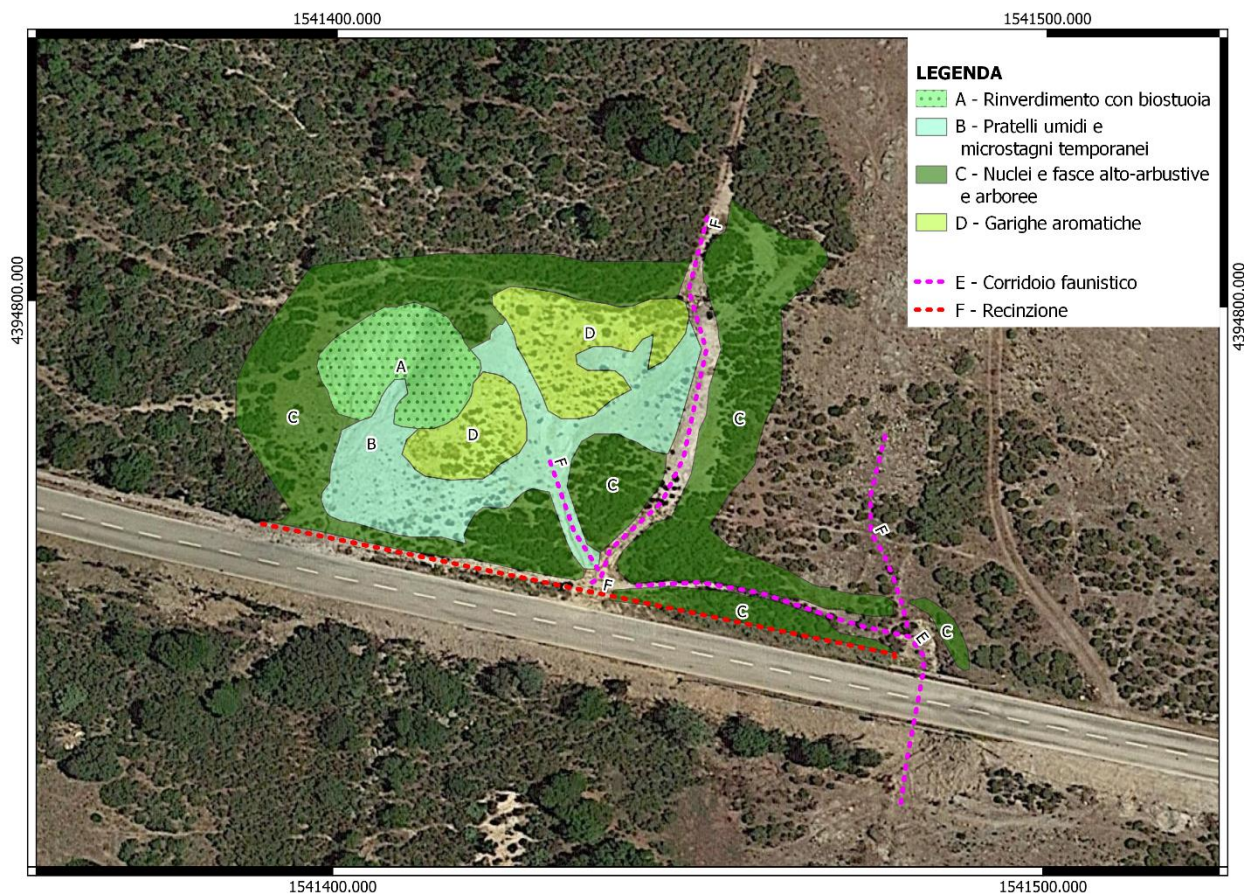 1541400.000
1541500.000
LEGENDA
A - Rinverdimento con biostuoia
B - Pratelli umidi e
microstagni temporanei
C - Nuclei e fasce alto-arbustive
e arboree
D - Garighe aromatiche
E - Corridoio faunistico
F - Recinzione
4394800.000
4394800.000
F
D
A
C
C
B
D
F
C
F
F
C
E
C
1541400.000
1541500.000